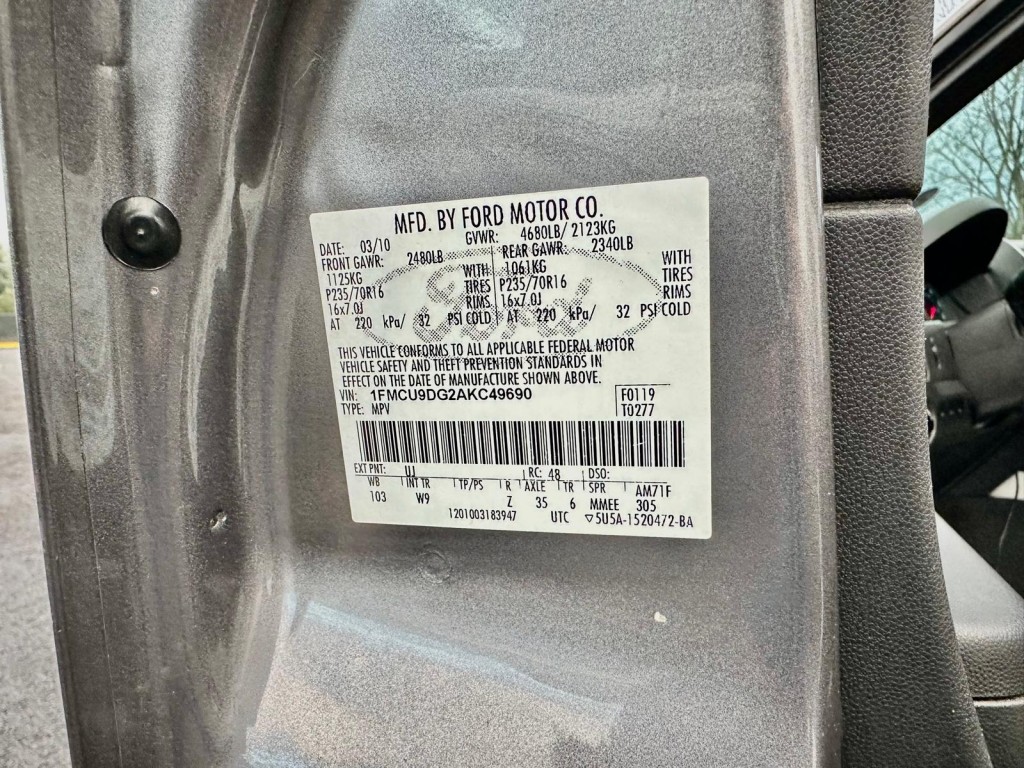 MFD. BY FORD MOTOR CO.
DATE: 03/10 GVWR: 4680LB/ 2123KG
FRONT GAWR: 2480LB REAR GAWR: 2340LB
1125KG WITH 1061KG WITH
P235/70R16 TIRES P235/70R16 TIRES
16x7.0J RIMS 16x7.0J RIMS
AT 220 kPa/ 32 PSI COLD AT 220 kPa/ 32 PSI COLD
Ford
THIS VEHICLE CONFORMS TO ALL APPLICABLE FEDERAL MOTOR
VEHICLE SAFETY AND THEFT PREVENTION STANDARDS IN
EFFECT ON THE DATE OF MANUFACTURE SHOWN ABOVE.
VIN: 1FMCU9DG2AKC49690 F0119
TYPE: MPV T0277
EXT PNT: UJ RC: 48 DSO:
WB INT TR TP/PS R AXLE TR SPR AM71F
103 W9 Z 35 6 MMEE 305
1201003183947 UTC ▽5U5A-1520472-BA